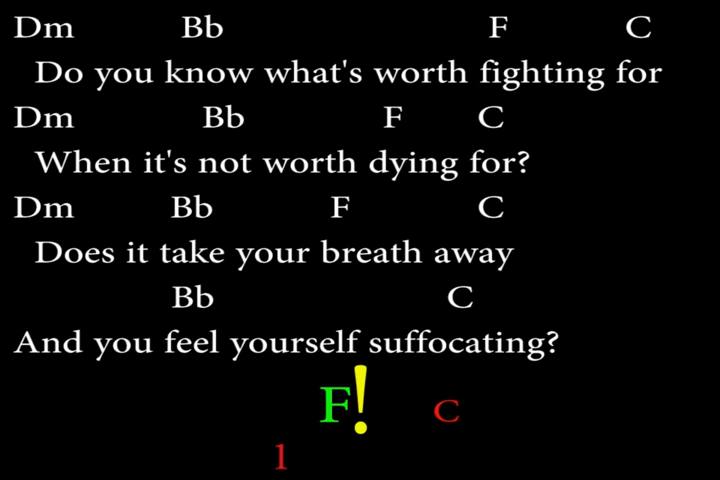 Dm Bb F C
Do you know what's worth fighting for
Dm Bb F C
When it's not worth dying for?
Dm Bb F C
Does it take your breath away
Bb C
And you feel yourself suffocating?
F! C
1